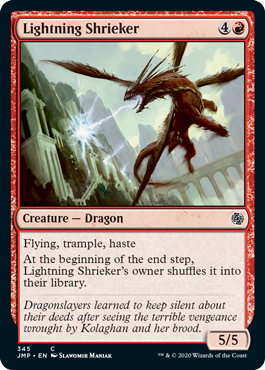 Lightning Shrieker 4
Creature — Dragon
Flying, trample, haste
At the beginning of the end step,
Lightning Shrieker's owner shuffles it into
their library.
Dragonslayers learned to keep silent about
their deeds after seeing the terrible vengeance
wrought by Kolaghan and her brood.
5/5
345 C
JMP • EN Slawomir Maniak ™ & © 2020 Wizards of the Coast